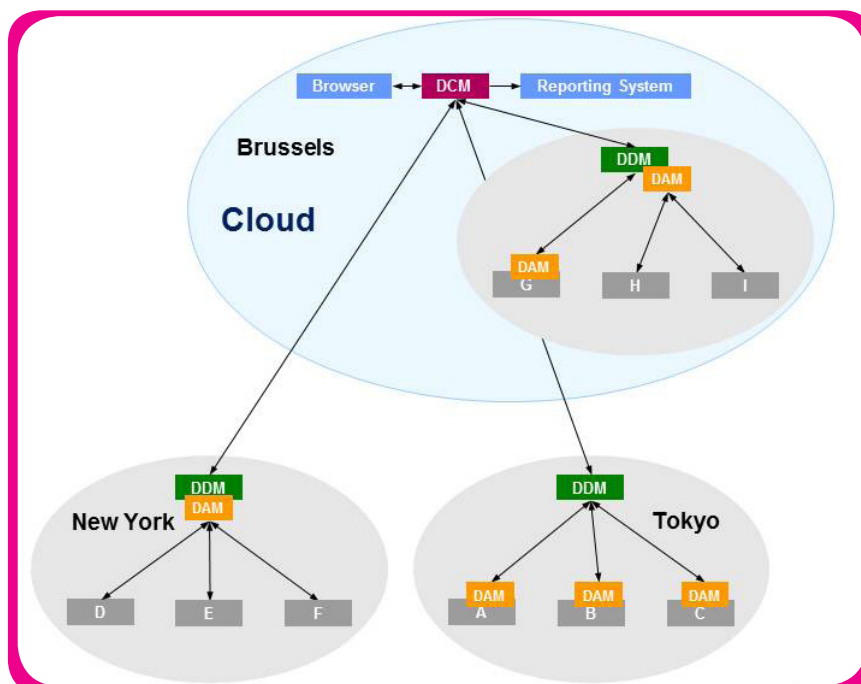 Browser
DCM
Reporting System
Brussels
DDM
DAM
Cloud
DAM
G
H
I
DDM
DAM
New York
D
E
F
DDM
Tokyo
DAM
DAM
DAM
A
B
C